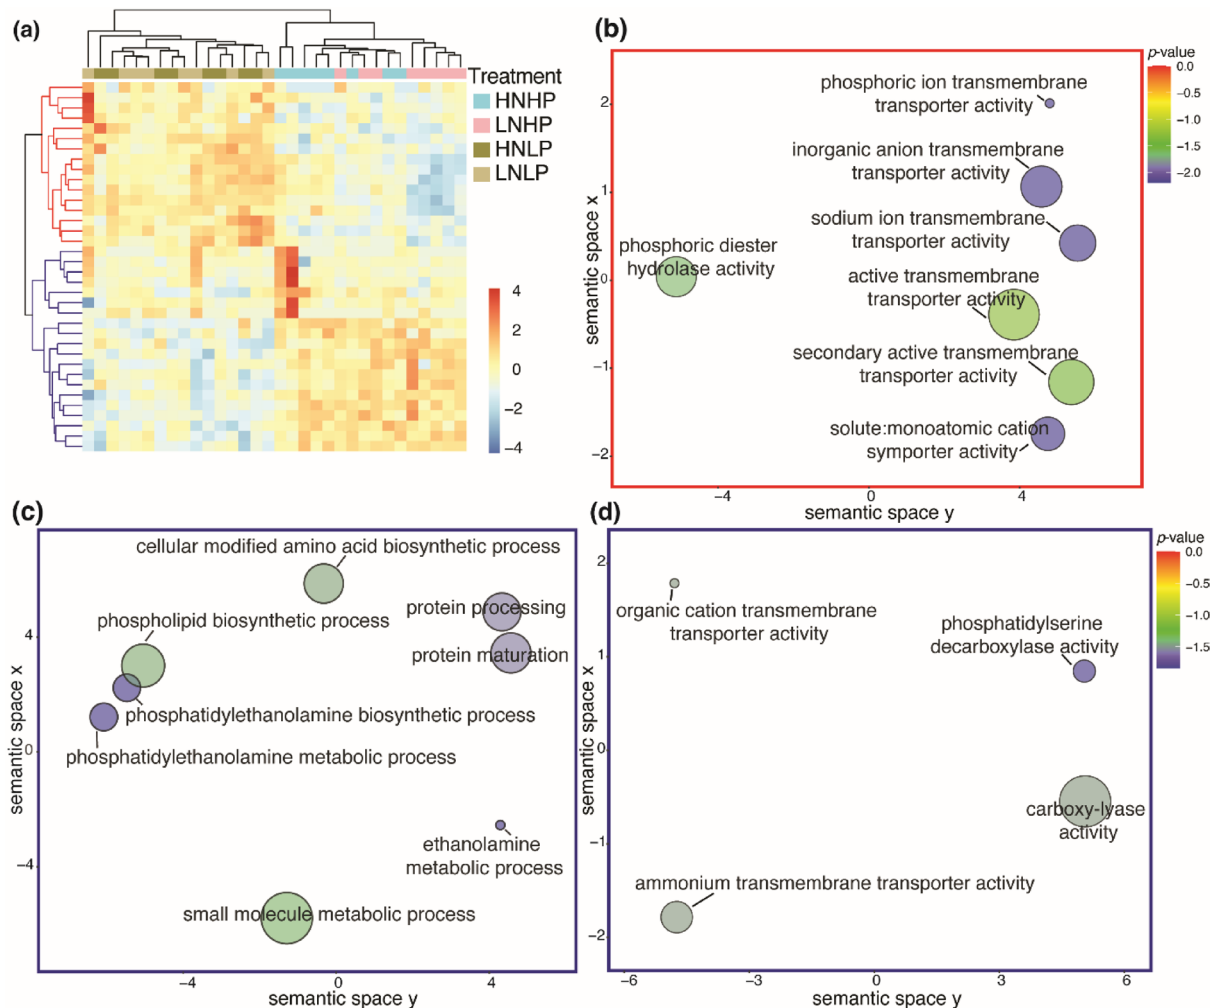 (a)
Treatment
HNHP
LNHP
HNLP
LNLP
4
2
0
−2
−4
(b)
p-value
0.0
−0.5
−1.0
−1.5
−2.0
phosphoric ion transmembrane
transporter activity
inorganic anion transmembrane
transporter activity
sodium ion transmembrane
transporter activity
phosphoric diester
hydrolase activity
active transmembrane
transporter activity
secondary active transmembrane
transporter activity
solute:monoatomic cation
symporter activity
semantic space x
2
1
0
−1
−2
−4
0
4
semantic space y
(c)
cellular modified amino acid biosynthetic process
protein processing
phospholipid biosynthetic process
protein maturation
phosphatidylethanolamine biosynthetic process
phosphatidylethanolamine metabolic process
ethanolamine
metabolic process
small molecule metabolic process
semantic space x
4
0
−4
−4
0
4
semantic space y
(d)
p-value
0.0
−0.5
−1.0
−1.5
organic cation transmembrane
transporter activity
phosphatidylserine
decarboxylase activity
carboxy-lyase
activity
ammonium transmembrane transporter activity
semantic space x
2
1
0
−1
−2
−6
−3
0
3
6
semantic space y